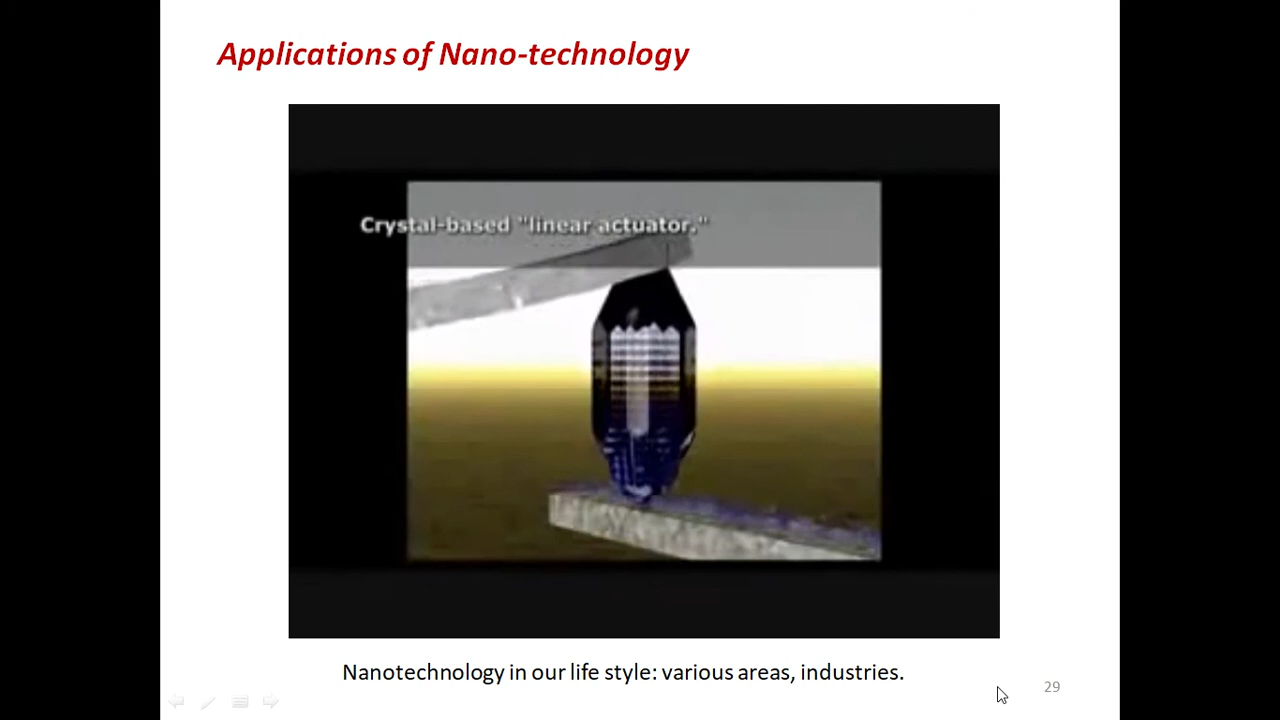 Applications of Nano-technology
Crystal-based "linear actuator."
Nanotechnology in our life style: various areas, industries.
29